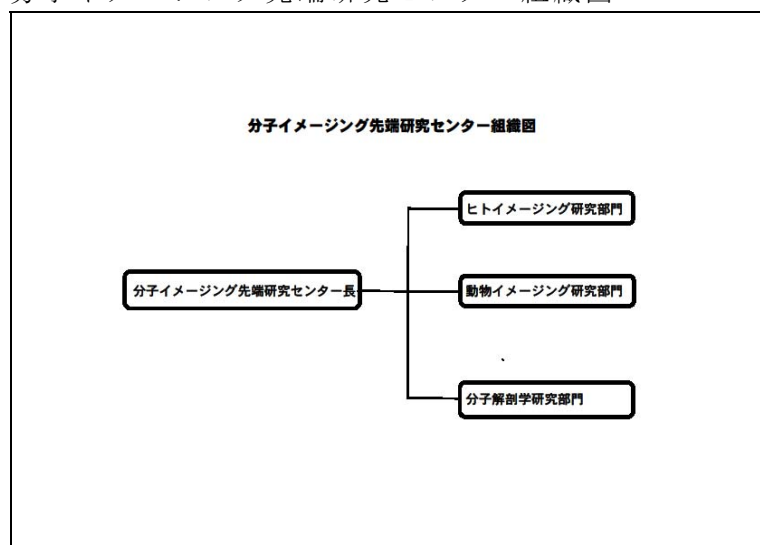 分子イメージング先端研究センター組織図
ヒトイメージング研究部門
分子イメージング先端研究センター長
動物イメージング研究部門
分子解剖学研究部門